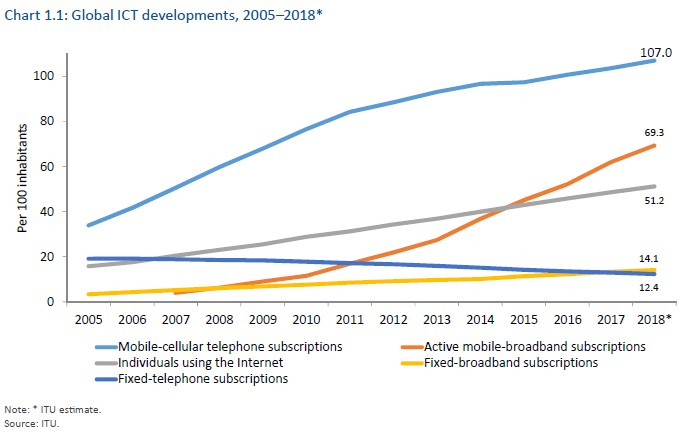 Chart 1.1: Global ICT developments, 2005–2018*
107.0
100
80
69.3
60
51.2
40
20
14.1
12.4
0
Per 100 inhabitants
2005 2006 2007 2008 2009 2010 2011 2012 2013 2014 2015 2016 2017 2018*
Mobile-cellular telephone subscriptions Active mobile-broadband subscriptions
Individuals using the Internet Fixed-broadband subscriptions
Fixed-telephone subscriptions
Note: * ITU estimate.
Source: ITU.